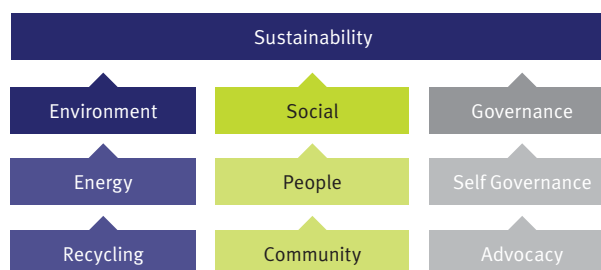 Sustainability
Environment
Social
Governance
Energy
People
Self Governance
Recycling
Community
Advocacy